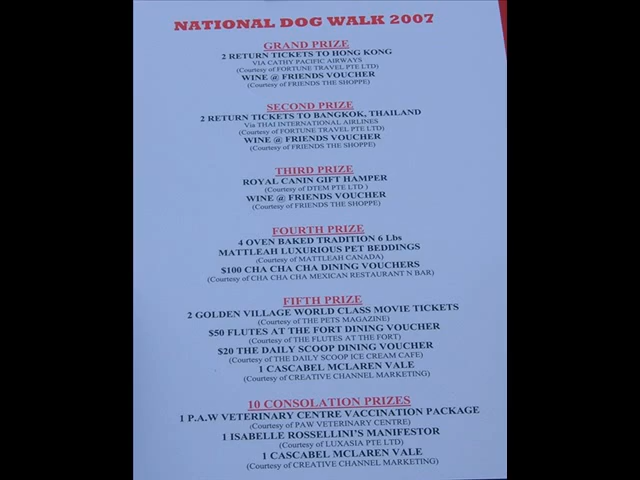 NATIONAL DOG WALK 2007
GRAND PRIZE
2 RETURN TICKETS TO HONG KONG
VIA CATHY PACIFIC AIRWAYS
(Courtesy of FORTUNE TRAVEL PTE LTD)
WINE @ FRIENDS VOUCHER
(Courtesy of FRIENDS THE SHOPPE)
SECOND PRIZE
2 RETURN TICKETS TO BANGKOK, THAILAND
Via THAI INTERNATIONAL AIRLINES
(Courtesy of FORTUNE TRAVEL PTE LTD)
WINE @ FRIENDS VOUCHER
(Courtesy of FRIENDS THE SHOPPE)
THIRD PRIZE
ROYAL CANIN GIFT HAMPER
(Courtesy of DTEM PTE LTD )
WINE @ FRIENDS VOUCHER
(Courtesy of FRIENDS THE SHOPPE)
FOURTH PRIZE
4 OVEN BAKED TRADITION 6 Lbs
MATTLEAH LUXURIOUS PET BEDDINGS
(Courtesy of MATTLEAH CANADA)
$100 CHA CHA CHA DINING VOUCHERS
(Courtesy of CHA CHA CHA MEXICAN RESTAURANT N BAR)
FIFTH PRIZE
2 GOLDEN VILLAGE WORLD CLASS MOVIE TICKETS
(Courtesy of THE PETS MAGAZINE)
$50 FLUTES AT THE FORT DINING VOUCHER
(Courtesy of THE FLUTES AT THE FORT)
$20 THE DAILY SCOOP DINING VOUCHER
(Courtesy of THE DAILY SCOOP ICE CREAM CAFE)
1 CASCABEL MCLAREN VALE
(Courtesy of CREATIVE CHANNEL MARKETING)
10 CONSOLATION PRIZES
1 P.A.W VETERINARY CENTRE VACCINATION PACKAGE
(Courtesy of PAW VETERINARY CENTRE)
1 ISABELLE ROSSELLINI'S MANIFESTOR
(Courtesy of LUXASIA PTE LTD)
1 CASCABEL MCLAREN VALE
(Courtesy of CREATIVE CHANNEL MARKETING)